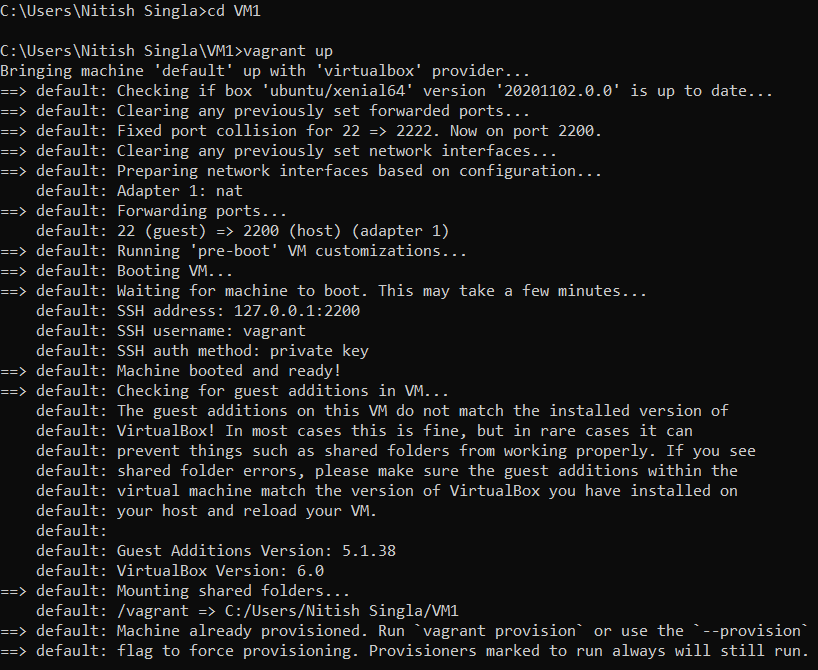 C:\Users\Nitish Singla>cd VM1
C:\Users\Nitish Singla\VM1>vagrant up
Bringing machine 'default' up with 'virtualbox' provider...
==> default: Checking if box 'ubuntu/xenial64' version '20201102.0.0' is up to date...
==> default: Clearing any previously set forwarded ports...
==> default: Fixed port collision for 22 => 2222. Now on port 2200.
==> default: Clearing any previously set network interfaces...
==> default: Preparing network interfaces based on configuration...
    default: Adapter 1: nat
==> default: Forwarding ports...
    default: 22 (guest) => 2200 (host) (adapter 1)
==> default: Running 'pre-boot' VM customizations...
==> default: Booting VM...
==> default: Waiting for machine to boot. This may take a few minutes...
    default: SSH address: 127.0.0.1:2200
    default: SSH username: vagrant
    default: SSH auth method: private key
==> default: Machine booted and ready!
==> default: Checking for guest additions in VM...
    default: The guest additions on this VM do not match the installed version of
    default: VirtualBox! In most cases this is fine, but in rare cases it can
    default: prevent things such as shared folders from working properly. If you see
    default: shared folder errors, please make sure the guest additions within the
    default: virtual machine match the version of VirtualBox you have installed on
    default: your host and reload your VM.
    default:
    default: Guest Additions Version: 5.1.38
    default: VirtualBox Version: 6.0
==> default: Mounting shared folders...
    default: /vagrant => C:/Users/Nitish Singla/VM1
==> default: Machine already provisioned. Run `vagrant provision` or use the `--provision`
==> default: flag to force provisioning. Provisioners marked to run always will still run.